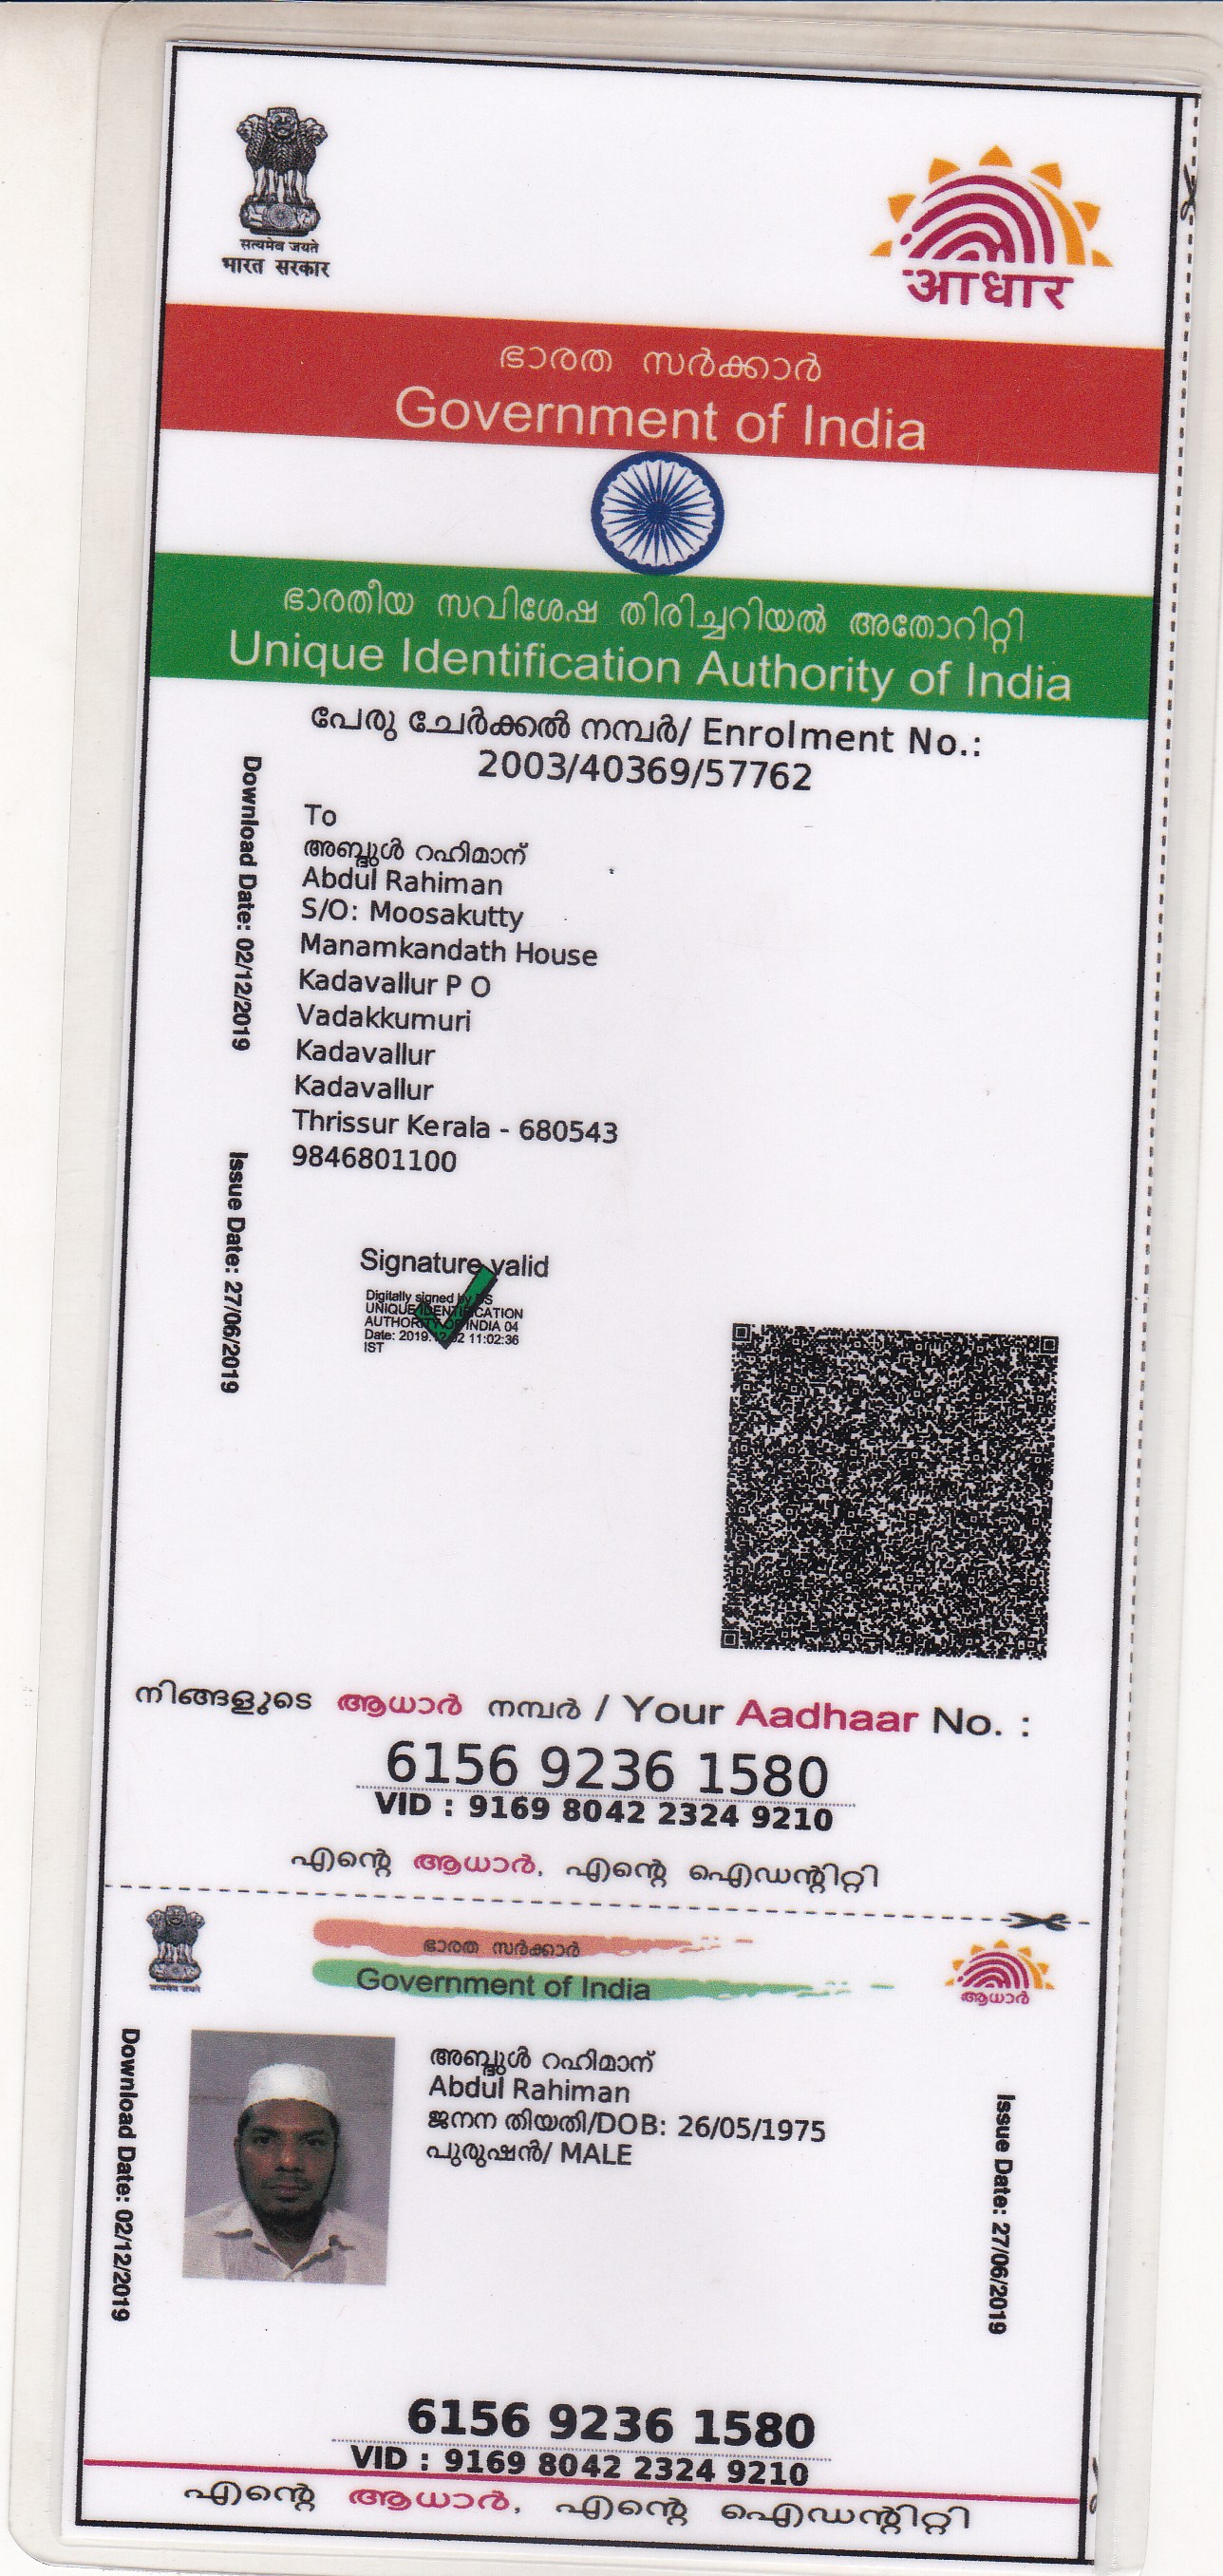 सत्यमेव जयते
भारत सरकार
आधार
ഭാരത സർക്കാർ
Government of India
ഭാരതീയ സവിശേഷ തിരിച്ചറിയൽ അതോറിറ്റി
Unique Identification Authority of India
പേരു ചേർക്കൽ നമ്പർ/ Enrolment No.:
2003/40369/57762
Download Date: 02/12/2019
To
അബ്ദുൾ റഹിമാന്
Abdul Rahiman
S/O: Moosakutty
Manamkandath House
Kadavallur P O
Vadakkumuri
Kadavallur
Kadavallur
Thrissur Kerala - 680543
9846801100
Issue Date: 27/06/2019
Signature valid
Digitally signed by DS
UNIQUE IDENTIFICATION
AUTHORITY OF INDIA 04
Date: 2019.12.02 11:02:36
IST
നിങ്ങളുടെ ആധാർ നമ്പർ / Your Aadhaar No. :
6156 9236 1580
VID : 9169 8042 2324 9210
എന്റെ ആധാർ, എന്റെ ഐഡന്റിറ്റി
सत्यमेव जयते
ഭാരത സർക്കാർ
Government of India
ആധാർ
Download Date: 02/12/2019
അബ്ദുൾ റഹിമാന്
Abdul Rahiman
ജനന തിയതി/DOB: 26/05/1975
പുരുഷൻ/ MALE
Issue Date: 27/06/2019
6156 9236 1580
VID : 9169 8042 2324 9210
എന്റെ ആധാർ, എന്റെ ഐഡന്റിറ്റി